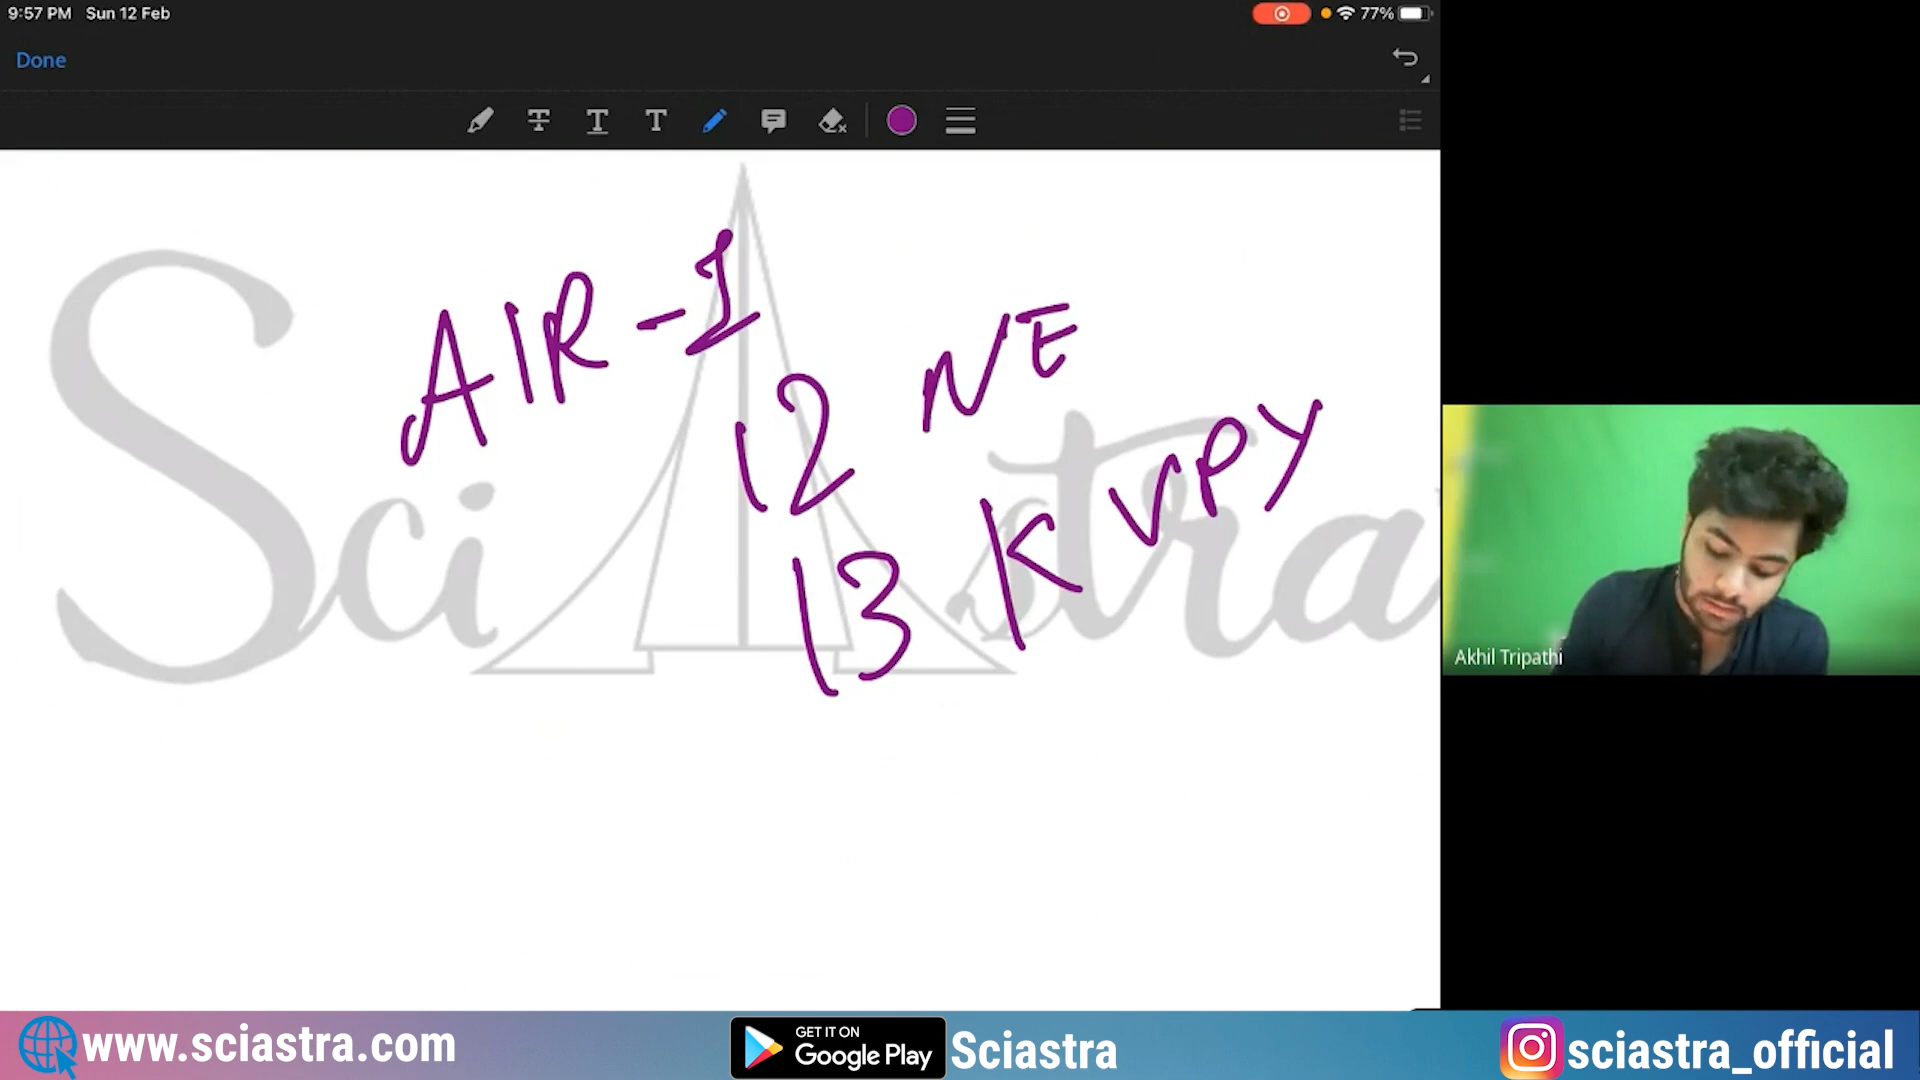 9:57 PM Sun 12 Feb
77%
Done
T T T
SciAstra
AIR-1
12 NE
13 KVPY
Akhil Tripathi
www.sciastra.com
GET IT ON
Google Play
Sciastra
sciastra_official